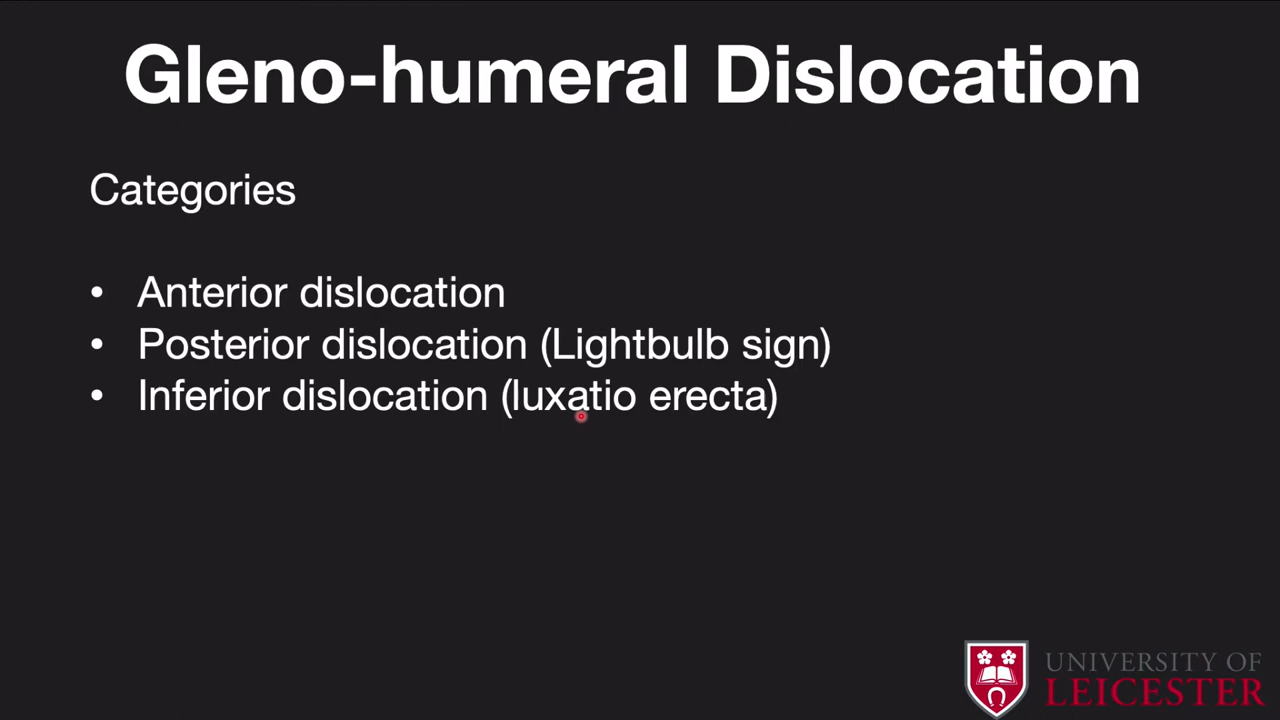 Gleno-humeral Dislocation
Categories
• Anterior dislocation
• Posterior dislocation (Lightbulb sign)
• Inferior dislocation (luxatio erecta)
UNIVERSITY OF
LEICESTER